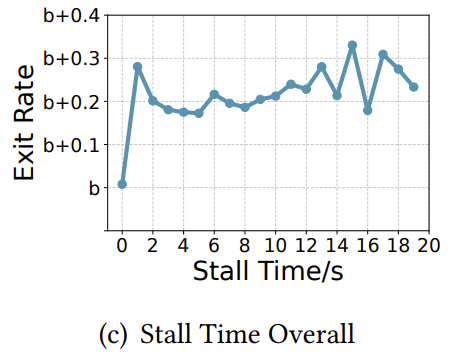 b+0.4
b+0.3
b+0.2
b+0.1
b
Exit Rate
0 2 4 6 8 10 12 14 16 18 20
Stall Time/s
(c) Stall Time Overall